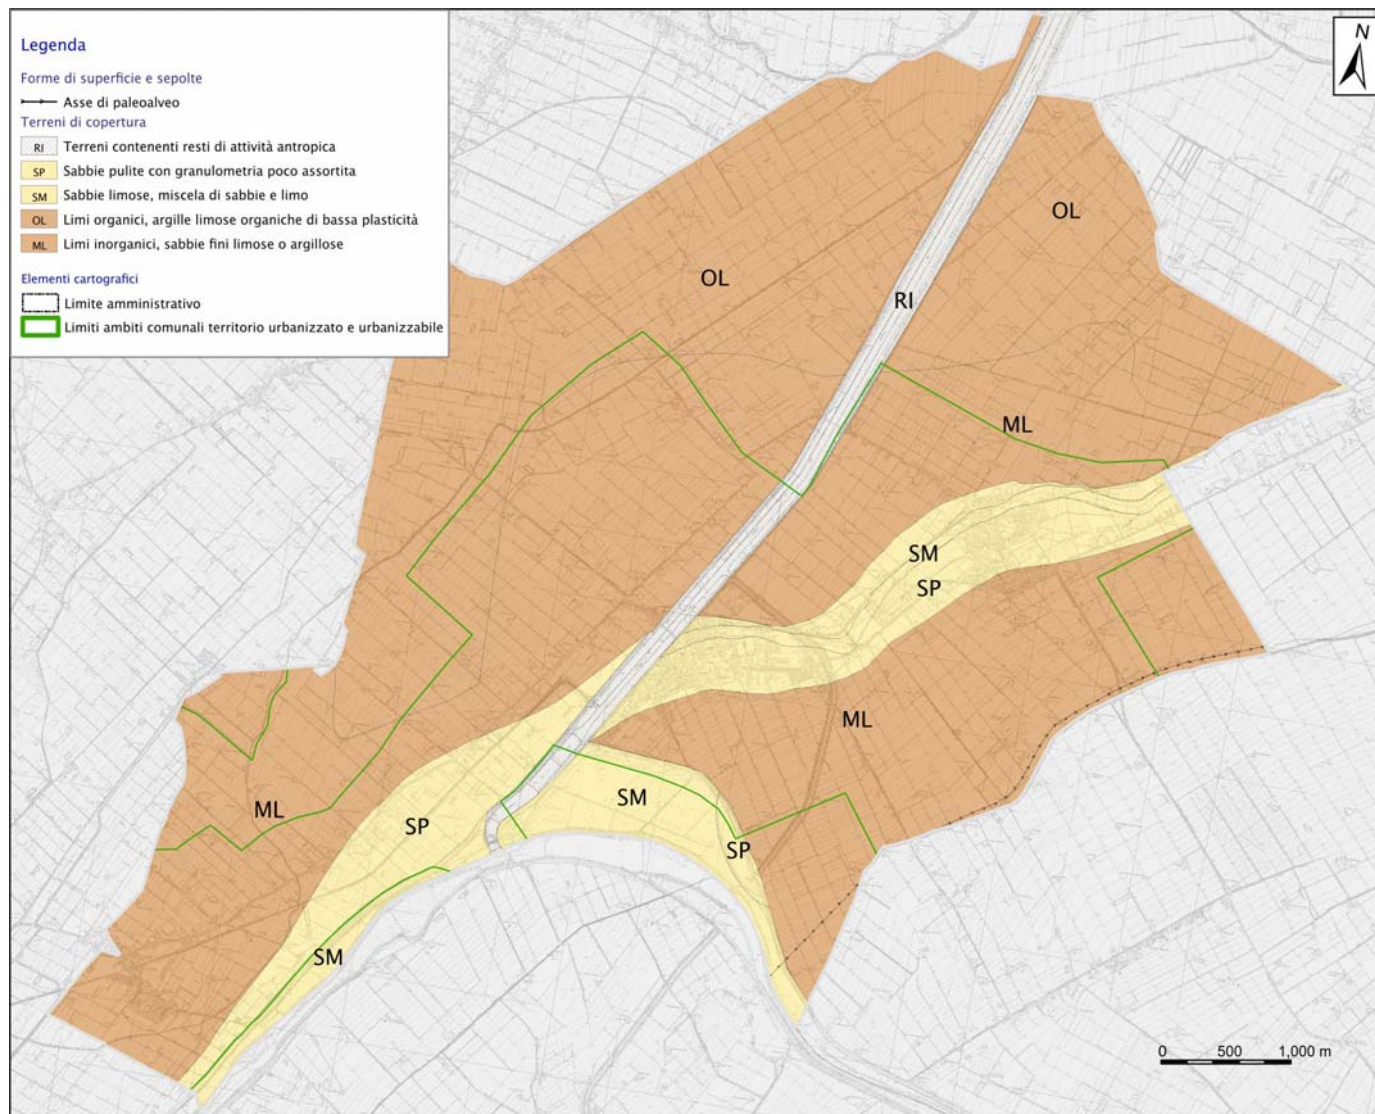 Legenda
Forme di superficie e sepolte
Asse di paleoalveo
Terreni di copertura
RI Terreni contenenti resti di attività antropica
SP Sabbie pulite con granulometria poco assortita
SM Sabbie limose, miscela di sabbie e limo
OL Limi organici, argille limose organiche di bassa plasticità
ML Limi inorganici, sabbie fini limose o argillose
Elementi cartografici
Limite amministrativo
Limiti ambiti comunali territorio urbanizzato e urbanizzabile
N
OL
OL
RI
ML
SM
SP
ML
SM
ML
SP
SP
SM
0 500 1,000 m